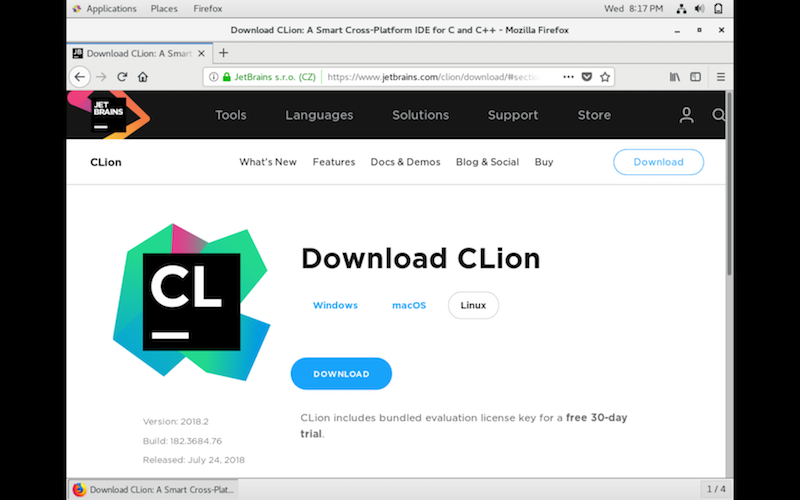 Applications Places Firefox Wed 8:17 PM
Download CLion: A Smart Cross-Platform IDE for C and C++ - Mozilla Firefox
Download CLion: A Smart
JetBrains s.r.o. (CZ) https://www.jetbrains.com/clion/download/#sectio
JET
BRAINS
Tools Languages Solutions Support Store
CLion What's New Features Docs & Demos Blog & Social Buy Download
CL
Download CLion
Windows macOS Linux
DOWNLOAD
CLion includes bundled evaluation license key for a free 30-day
trial.
Version: 2018.2
Build: 182.3684.76
Released: July 24, 2018
Download CLion: A Smart Cross-Plat...
1 / 4